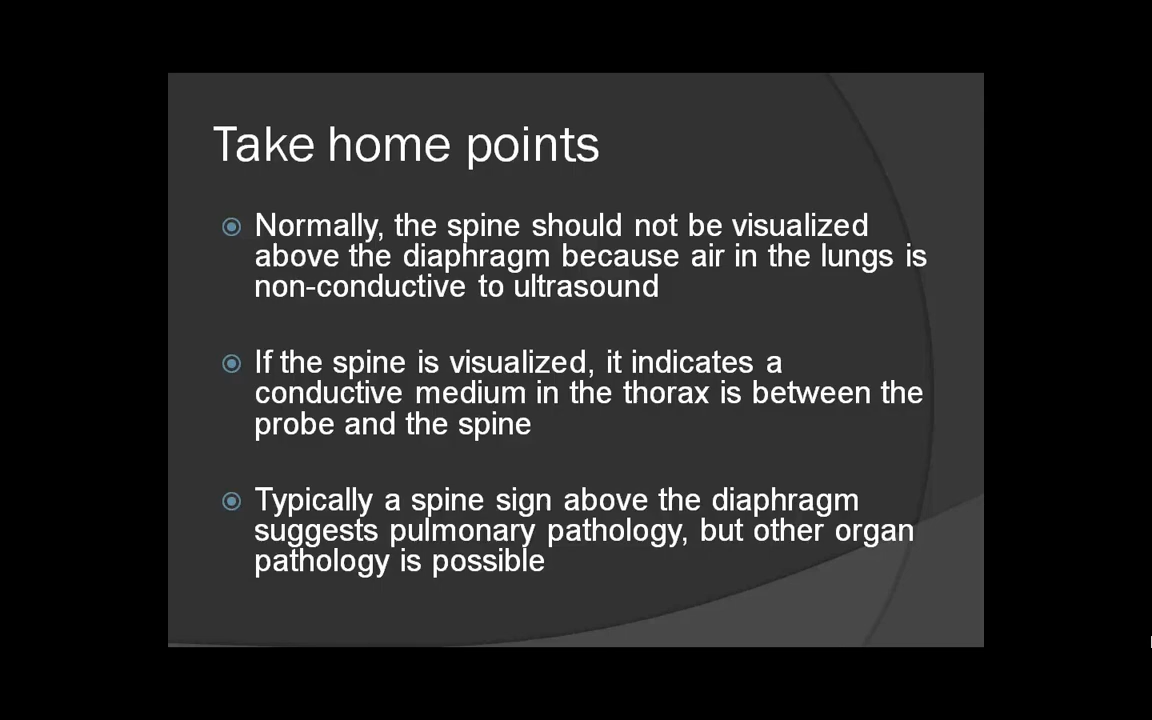 Take home points
Normally, the spine should not be visualized
above the diaphragm because air in the lungs is
non-conductive to ultrasound
If the spine is visualized, it indicates a
conductive medium in the thorax is between the
probe and the spine
Typically a spine sign above the diaphragm
suggests pulmonary pathology, but other organ
pathology is possible